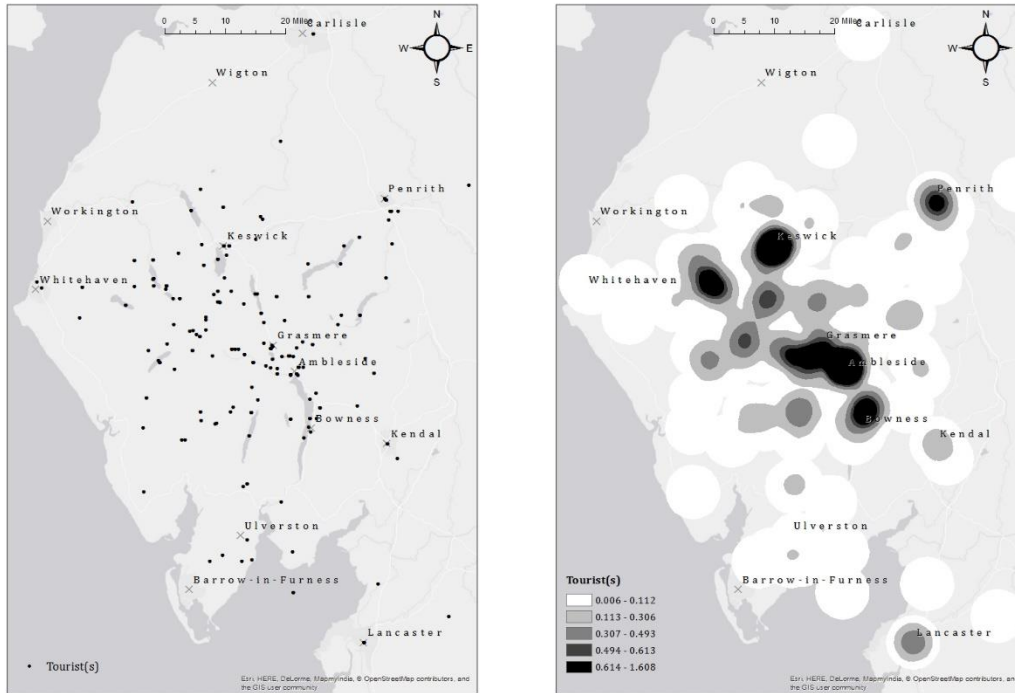 0 5 10 20 Miles
Carlisle
N
W E
S
Wigton
Penrith
Workington
Keswick
Whitehaven
Grasmere
Ambleside
Bowness
Kendal
Ulverston
Barrow-in-Furness
Lancaster
Tourist(s)
Esri, HERE, DeLorme, MapmyIndia, © OpenStreetMap contributors, and
the GIS user community
0 5 10 20 Miles
Carlisle
N
W E
S
Wigton
Penrith
Workington
Keswick
Whitehaven
Grasmere
Ambleside
Bowness
Kendal
Ulverston
Barrow-in-Furness
Tourist(s)
0.006 - 0.112
0.113 - 0.306
0.307 - 0.493
0.494 - 0.613
0.614 - 1.608
Lancaster
Esri, HERE, DeLorme, MapmyIndia, © OpenStreetMap contributors, and
the GIS user community